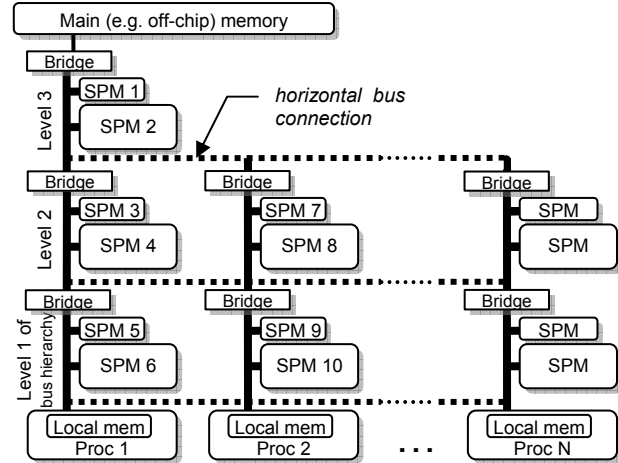 Main (e.g. off-chip) memory
Bridge
Level 3
SPM 1
SPM 2
horizontal bus
connection
Bridge
Bridge
Bridge
Level 2
SPM 3
SPM 7
SPM
SPM 4
SPM 8
SPM
Bridge
Bridge
Bridge
Level 1 of
bus hierarchy
SPM 5
SPM 9
SPM
SPM 6
SPM 10
SPM
Local mem
Local mem
Local mem
Proc 1
Proc 2
...
Proc N